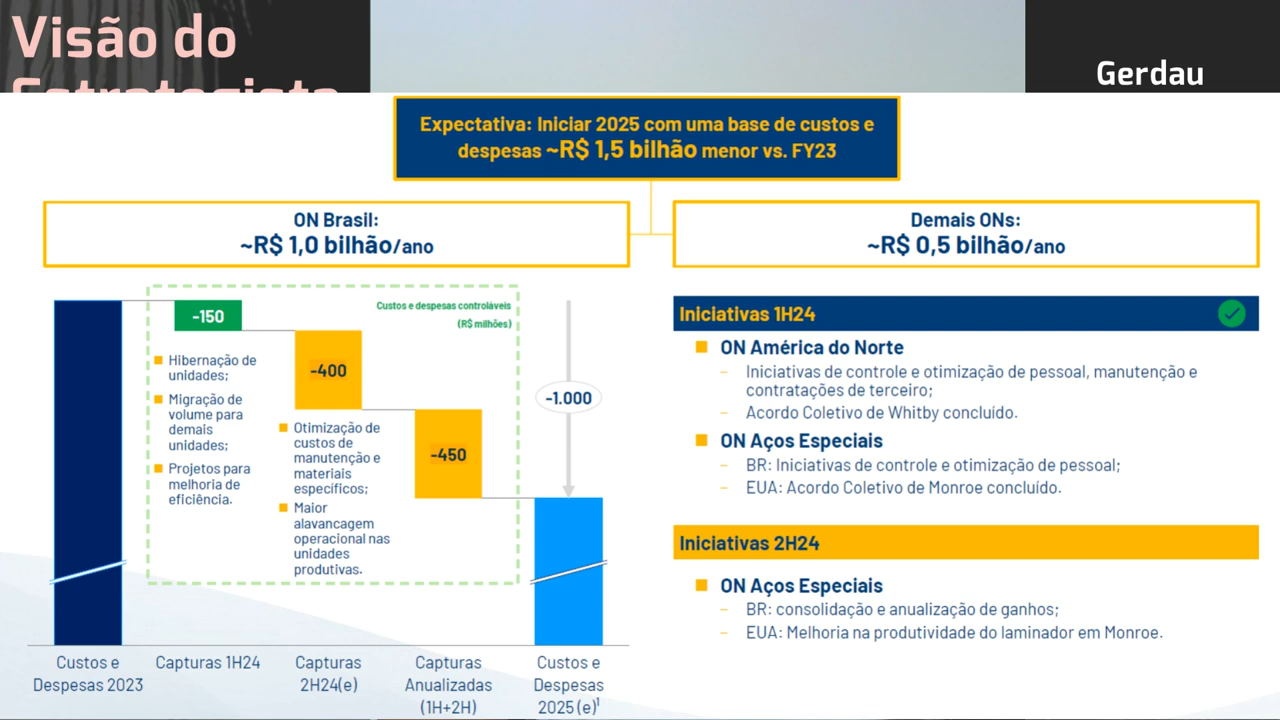 Visão do
Estrategista
Gerdau
Expectativa: Iniciar 2025 com uma base de custos e
despesas ~R$ 1,5 bilhão menor vs. FY23
ON Brasil:
~R$ 1,0 bilhão/ano
Demais ONs:
~R$ 0,5 bilhão/ano
Custos e despesas controláveis
(R$ milhões)
-150
Hibernação de
unidades;
Migração de
volume para
demais
unidades;
Projetos para
melhoria de
eficiência.
-400
Otimização de
custos de
manutenção e
materiais
específicos;
Maior
alavancagem
operacional nas
unidades
produtivas.
-450
-1.000
Custos e
Despesas 2023
Capturas 1H24
Capturas
2H24(e)
Capturas
Anualizadas
(1H+2H)
Custos e
Despesas
2025 (e)¹
Iniciativas 1H24
ON América do Norte
– Iniciativas de controle e otimização de pessoal, manutenção e
contratações de terceiro;
– Acordo Coletivo de Whitby concluído.
ON Aços Especiais
– BR: Iniciativas de controle e otimização de pessoal;
– EUA: Acordo Coletivo de Monroe concluído.
Iniciativas 2H24
ON Aços Especiais
– BR: consolidação e anualização de ganhos;
– EUA: Melhoria na produtividade do laminador em Monroe.